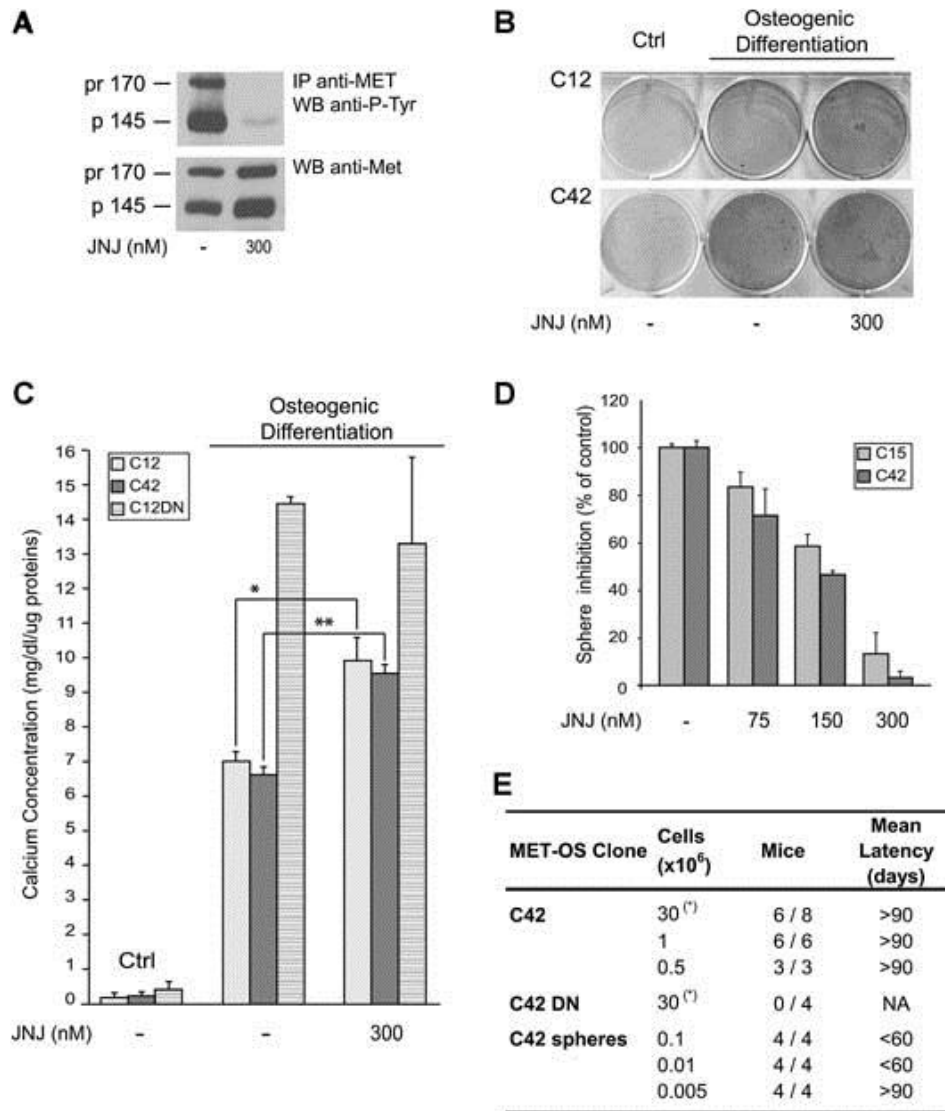 A
pr 170
p 145
IP anti-MET
WB anti-P-Tyr
pr 170
p 145
WB anti-Met
JNJ (nM) - 300
B
Ctrl
Osteogenic
Differentiation
C12
C42
JNJ (nM) - - 300
C
Osteogenic
Differentiation
Calcium Concentration (mg/dl/ug proteins)
16
15
14
13
12
11
10
9
8
7
6
5
4
3
2
1
0
C12
C42
C12DN
*
**
Ctrl
JNJ (nM) - - 300
D
Sphere inhibition (% of control)
120
100
80
60
40
20
0
C15
C42
JNJ (nM) - 75 150 300
E
MET-OS Clone Cells (x10⁶) Mice Mean Latency (days)
C42 30 (*) 6 / 8 >90
1 6 / 6 >90
0.5 3 / 3 >90
C42 DN 30 (*) 0 / 4 NA
C42 spheres 0.1 4 / 4 <60
0.01 4 / 4 <60
0.005 4 / 4 >90